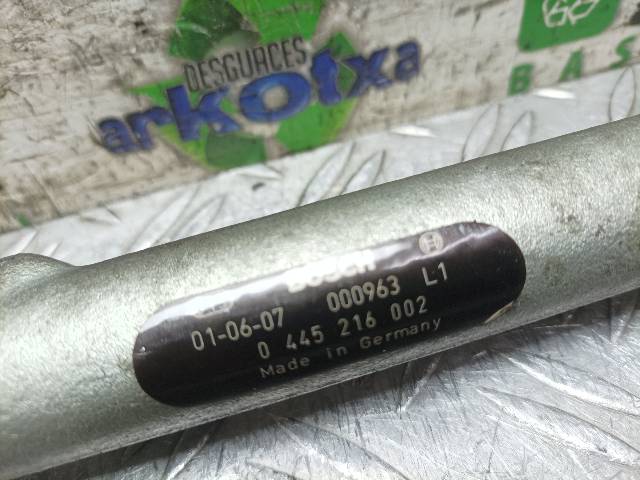 DESGUACES
arkotxa
BAS
BOSCH
01-06-07 000963 L1
0 445 216 002
Made in Germany